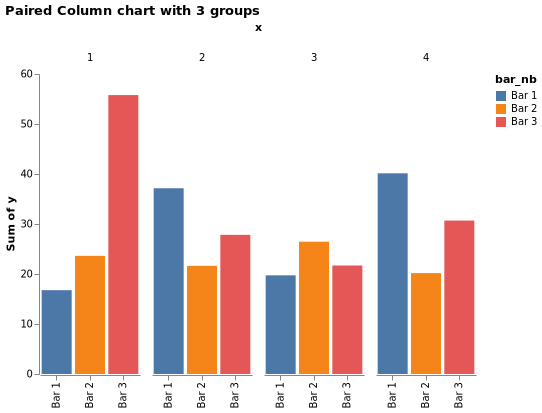 Paired Column chart with 3 groups
x
1 2 3 4
60
50
40
30
20
10
0
Sum of y
Bar 1 Bar 2 Bar 3 Bar 1 Bar 2 Bar 3 Bar 1 Bar 2 Bar 3 Bar 1 Bar 2 Bar 3
bar_nb
Bar 1
Bar 2
Bar 3